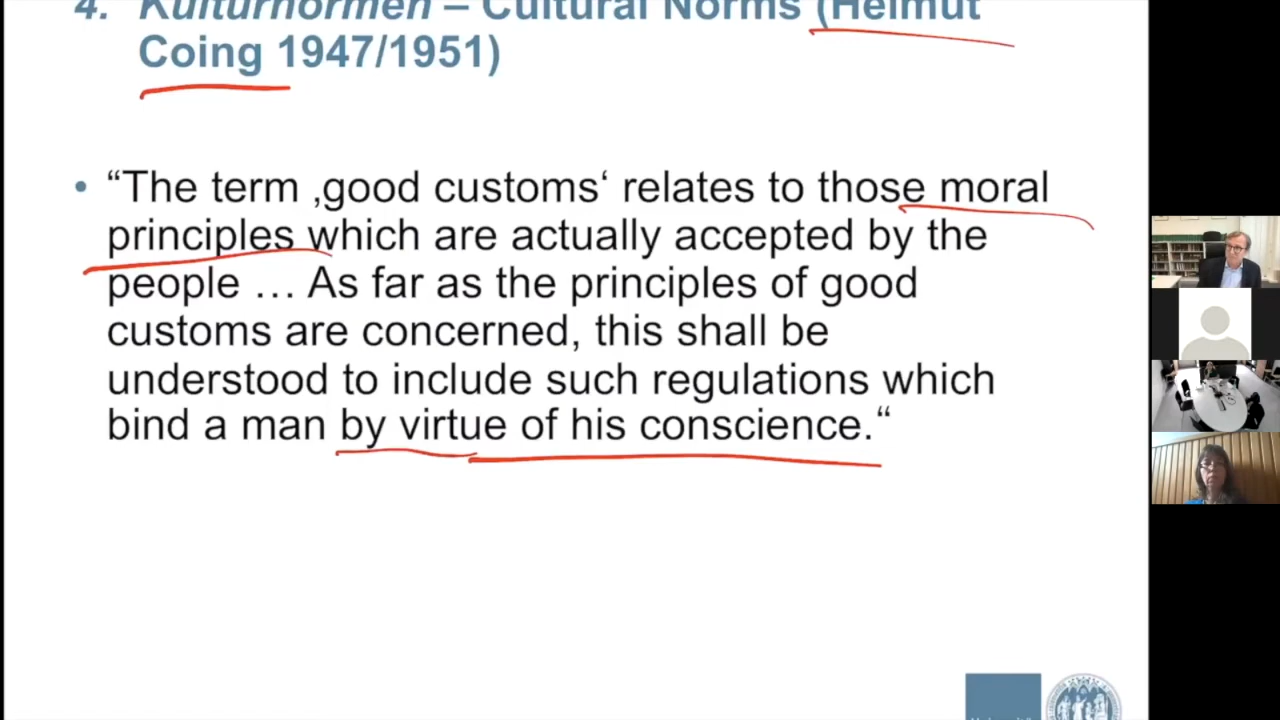 4. Kulturnormen – Cultural Norms (Helmut
Coing 1947/1951)
• “The term ‚good customs‘ relates to those moral
principles which are actually accepted by the
people … As far as the principles of good
customs are concerned, this shall be
understood to include such regulations which
bind a man by virtue of his conscience.“